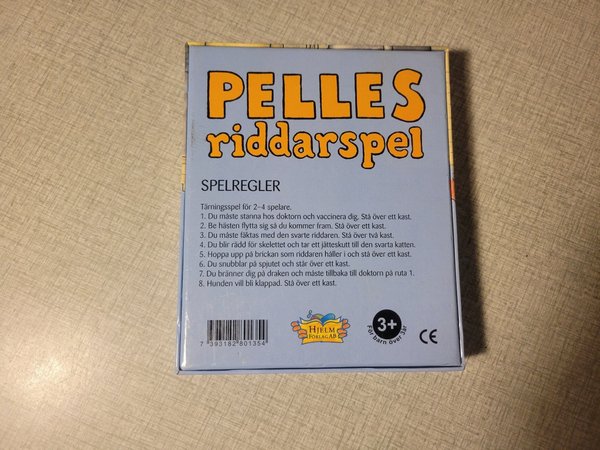 PELLES
riddarspel
SPELREGLER
Tärningsspel för 2–4 spelare.
1. Du måste stanna hos doktorn och vaccinera dig. Stå över ett kast.
2. Be hästen flytta sig så du kommer fram. Stå över ett kast.
3. Du måste fäktas med den svarte riddaren. Stå över två kast.
4. Du blir rädd för skelettet och tar ett jätteskutt till den svarta katten.
5. Hoppa upp på brickan som riddaren håller i och stå över ett kast.
6. Du snubblar på spjutet och står över ett kast.
7. Du bränner dig på draken och måste tillbaka till doktorn på ruta 1.
8. Hunden vill bli klappad. Stå över ett kast.
7 393182 801354
HJELM
FÖRLAG AB
3+
För barn över 3år
CE